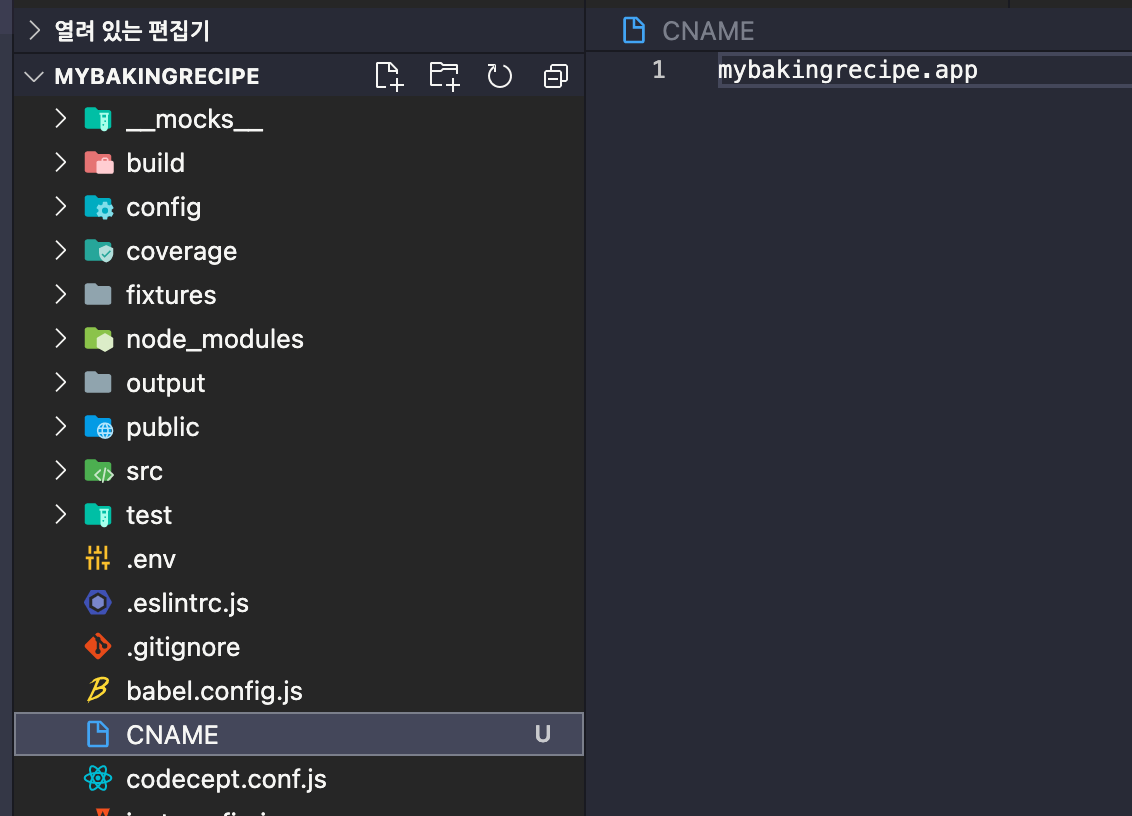 열려 있는 편집기
MYBAKINGRECIPE
__mocks__
build
config
coverage
fixtures
node_modules
output
public
src
test
.env
.eslintrc.js
.gitignore
babel.config.js
CNAME U
codecept.conf.js
CNAME
1 mybakingrecipe.app